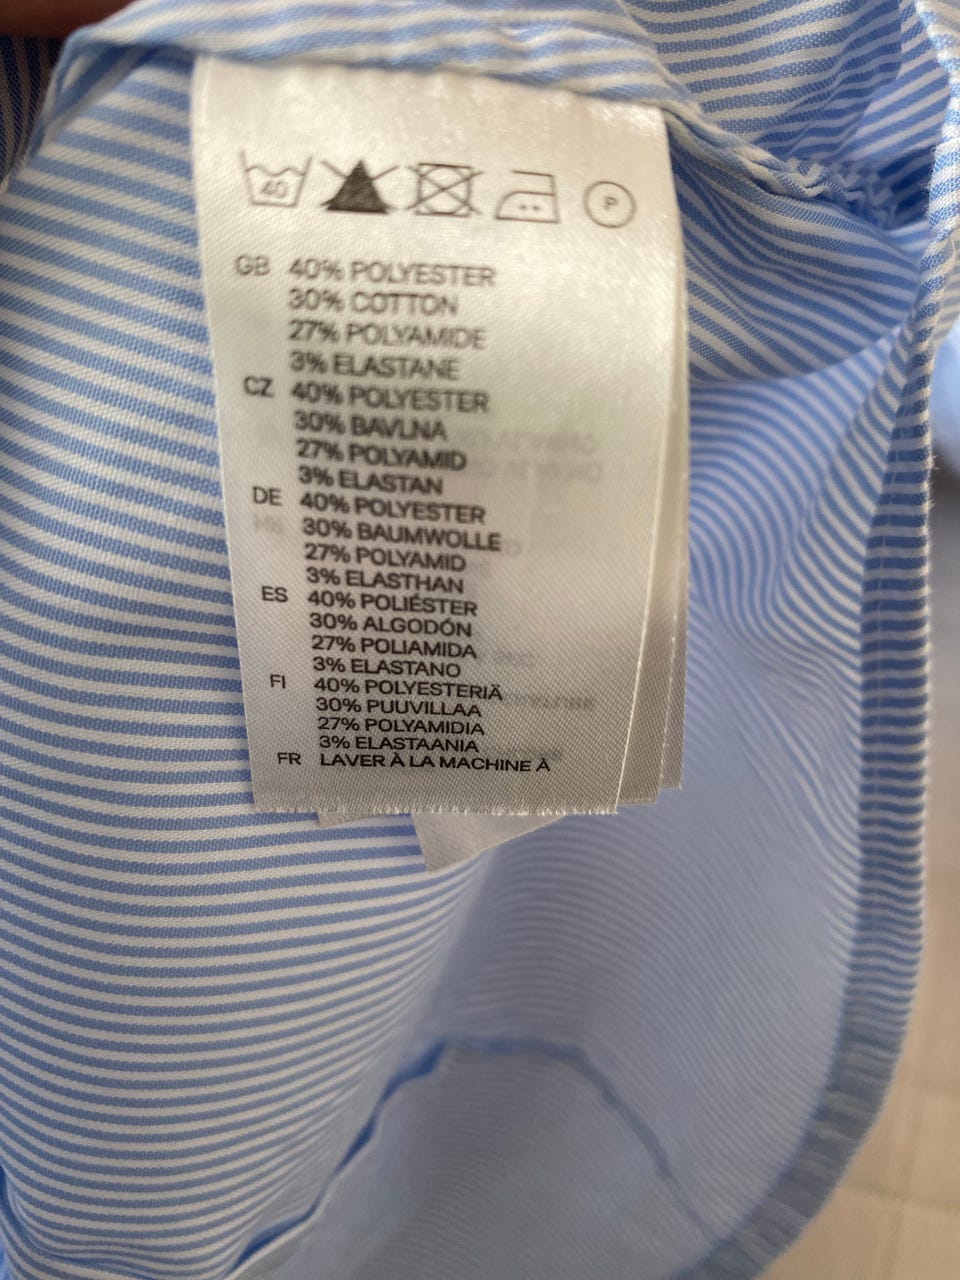 40 P
GB 40% POLYESTER
30% COTTON
27% POLYAMIDE
3% ELASTANE
CZ 40% POLYESTER
30% BAVLNA
27% POLYAMID
3% ELASTAN
DE 40% POLYESTER
30% BAUMWOLLE
27% POLYAMID
3% ELASTHAN
ES 40% POLIÉSTER
30% ALGODÓN
27% POLIAMIDA
3% ELASTANO
FI 40% POLYESTERIÄ
30% PUUVILLAA
27% POLYAMIDIA
3% ELASTAANIA
FR LAVER À LA MACHINE À